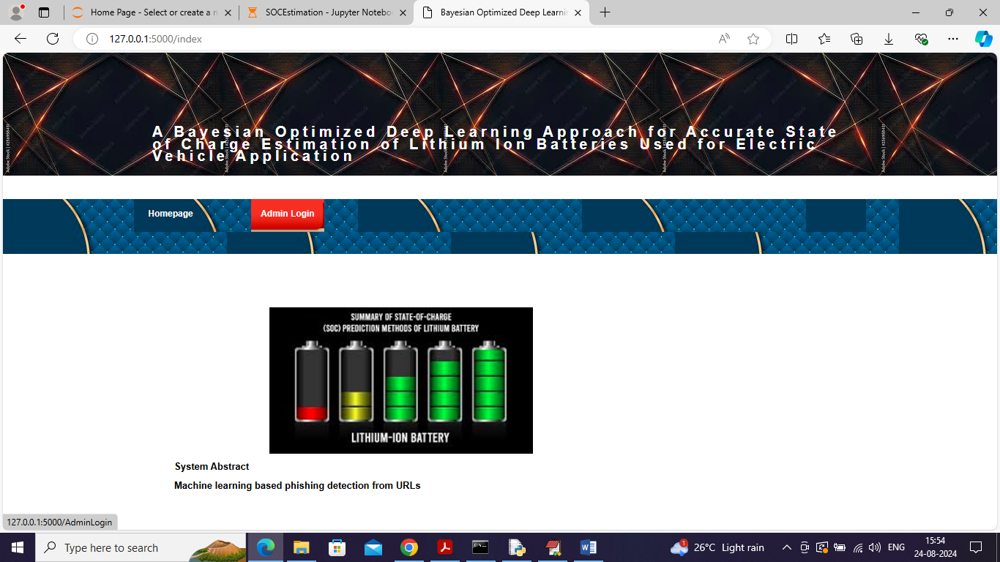 Home Page - Select or create a n
SOCEstimation - Jupyter Notebo
Bayesian Optimized Deep Learnin
127.0.0.1:5000/index
A Bayesian Optimized Deep Learning Approach for Accurate State
of Charge Estimation of Lithium Ion Batteries Used for Electric
Vehicle Application
Homepage
Admin Login
SUMMARY OF STATE-OF-CHARGE
(SOC) PREDICTION METHODS OF LITHIUM BATTERY
LITHIUM-ION BATTERY
System Abstract
Machine learning based phishing detection from URLs
127.0.0.1:5000/AdminLogin
Type here to search
1
26°C Light rain
ENG
15:54
24-08-2024